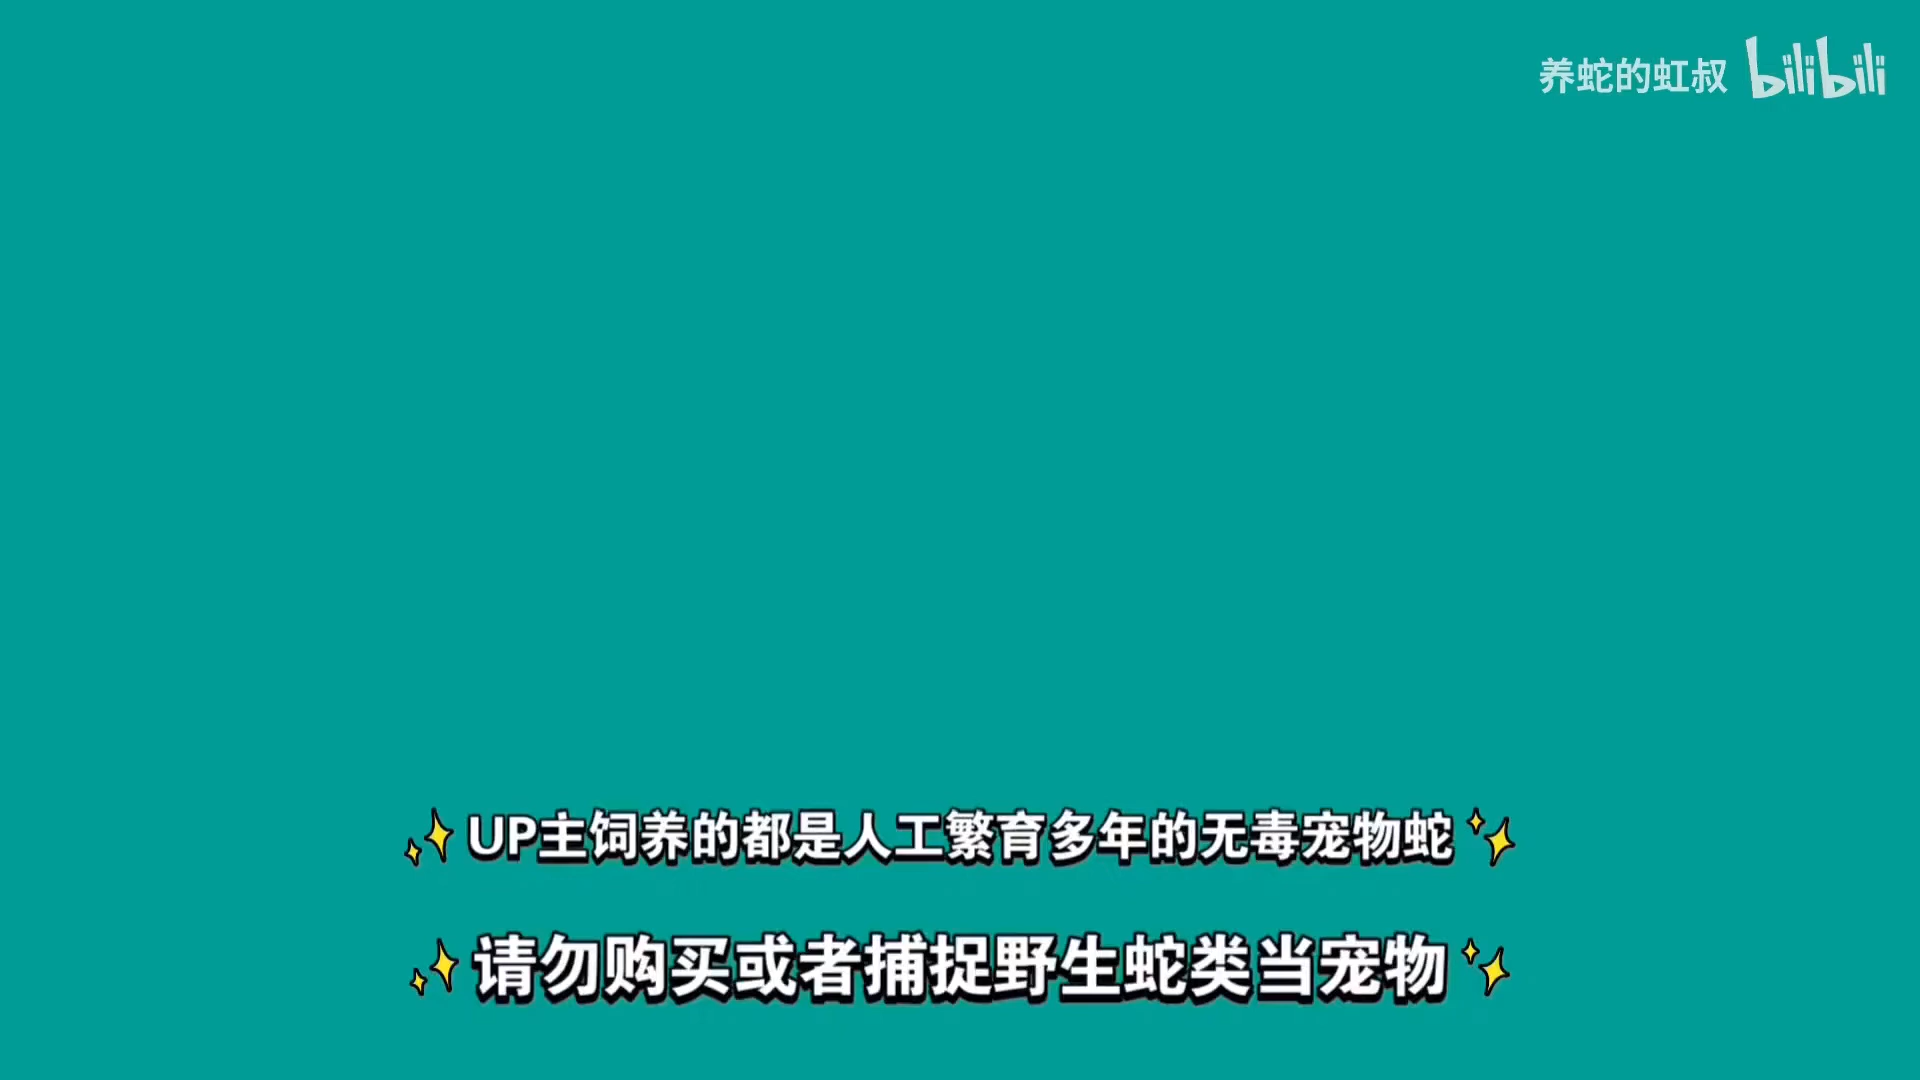 养蛇的虹叔 bilibili
UP主饲养的都是人工繁育多年的无毒宠物蛇
请勿购买或者捕捉野生蛇类当宠物